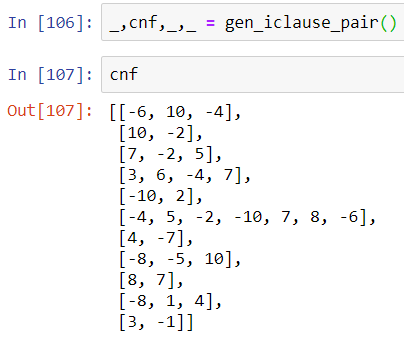 In [106]: _,cnf,_,_ = gen_iclause_pair()
In [107]: cnf
Out[107]: [[-6, 10, -4],
[10, -2],
[7, -2, 5],
[3, 6, -4, 7],
[-10, 2],
[-4, 5, -2, -10, 7, 8, -6],
[4, -7],
[-8, -5, 10],
[8, 7],
[-8, 1, 4],
[3, -1]]